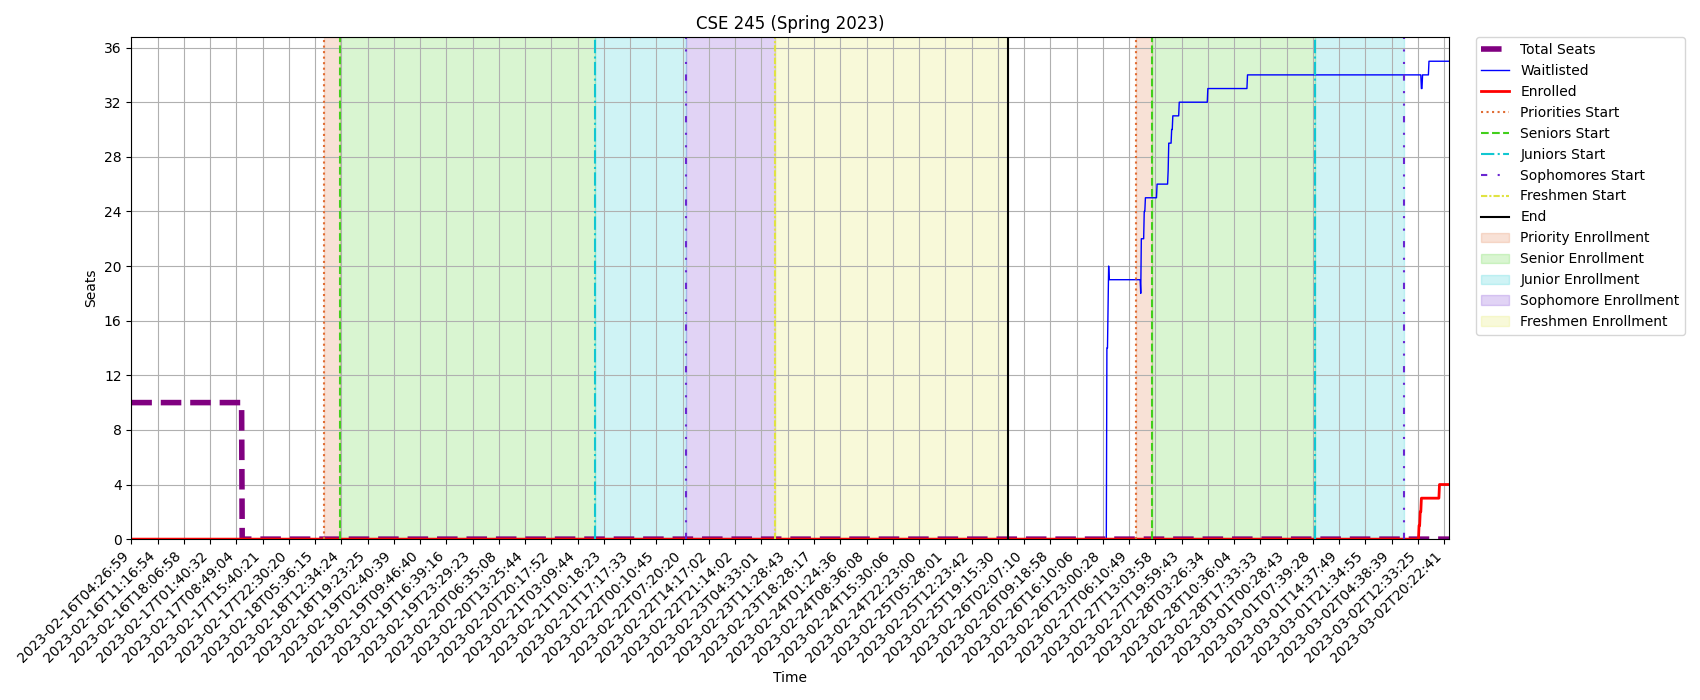 CSE 245 (Spring 2023)
Seats
36
32
28
24
20
16
12
8
4
0
2023-02-16T04:26:59
2023-02-16T11:16:54
2023-02-16T18:06:58
2023-02-17T01:40:32
2023-02-17T08:49:04
2023-02-17T15:40:21
2023-02-17T22:30:20
2023-02-18T05:36:15
2023-02-18T12:34:24
2023-02-18T19:23:25
2023-02-19T02:40:39
2023-02-19T09:46:40
2023-02-19T16:39:16
2023-02-19T23:29:23
2023-02-20T06:35:08
2023-02-20T13:25:44
2023-02-20T20:17:52
2023-02-21T03:09:44
2023-02-21T10:18:23
2023-02-21T17:17:33
2023-02-22T00:10:45
2023-02-22T07:20:20
2023-02-22T14:17:02
2023-02-22T21:14:02
2023-02-23T04:33:01
2023-02-23T11:28:43
2023-02-23T18:28:17
2023-02-24T01:24:36
2023-02-24T08:36:08
2023-02-24T15:30:06
2023-02-24T22:23:00
2023-02-25T05:28:01
2023-02-25T12:23:42
2023-02-25T19:15:30
2023-02-26T02:07:10
2023-02-26T09:18:58
2023-02-26T16:10:06
2023-02-26T23:00:28
2023-02-27T06:10:49
2023-02-27T13:03:58
2023-02-27T19:59:43
2023-02-28T03:26:34
2023-02-28T10:36:04
2023-02-28T17:33:33
2023-03-01T00:28:43
2023-03-01T07:39:28
2023-03-01T14:37:49
2023-03-01T21:34:55
2023-03-02T04:38:39
2023-03-02T12:33:25
2023-03-02T20:22:41
Time
Total Seats
Waitlisted
Enrolled
Priorities Start
Seniors Start
Juniors Start
Sophomores Start
Freshmen Start
End
Priority Enrollment
Senior Enrollment
Junior Enrollment
Sophomore Enrollment
Freshmen Enrollment